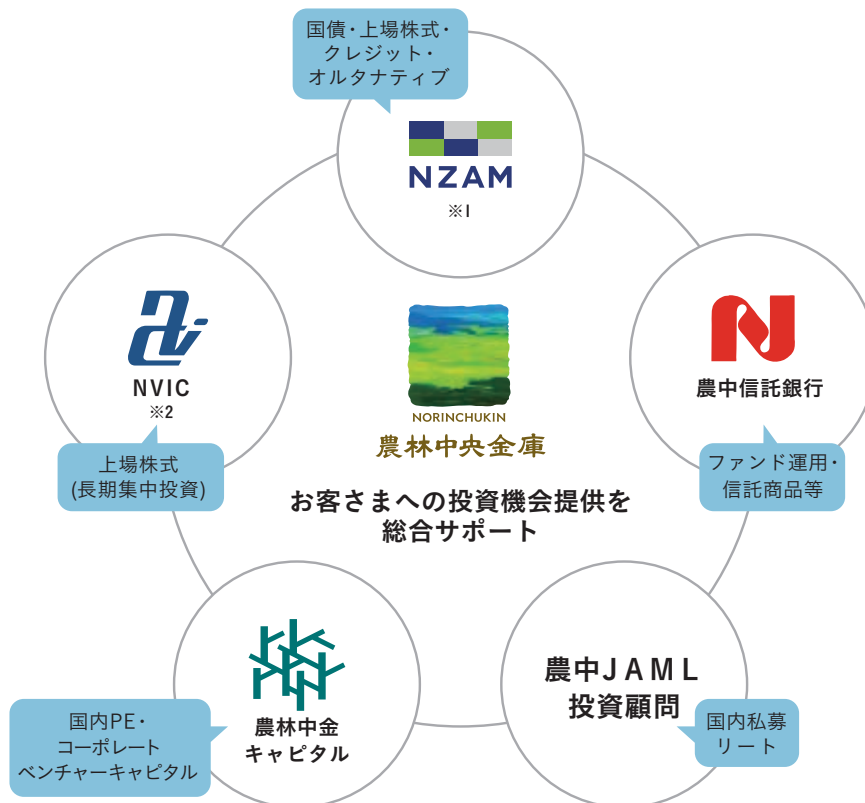 国債・上場株式・
クレジット・
オルタナティブ
NZAM
※1
NVIC
※2
上場株式
(長期集中投資)
NORINCHUKIN
農林中央金庫
お客さまへの投資機会提供を
総合サポート
農中信託銀行
ファンド運用・
信託商品等
農林中金
キャピタル
国内PE・
コーポレート
ベンチャーキャピタル
農中JAML
投資顧問
国内私募
リート